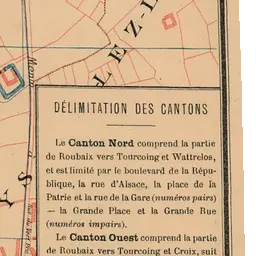 LEZ-L
Mono
à
S
DÉLIMITATION DES CANTONS
Le Canton Nord comprend la partie
de Roubaix vers Tourcoing et Wattrelos,
et est limité par le boulevard de la Répu-
blique, la rue d'Alsace, la place de la
Patrie et la rue de la Gare (numéros pairs)
— la Grande Place et la Grande Rue
(numéros impairs).
Le Canton Ouest comprend la partie
de Roubaix vers Tourcoing et Croix, suit